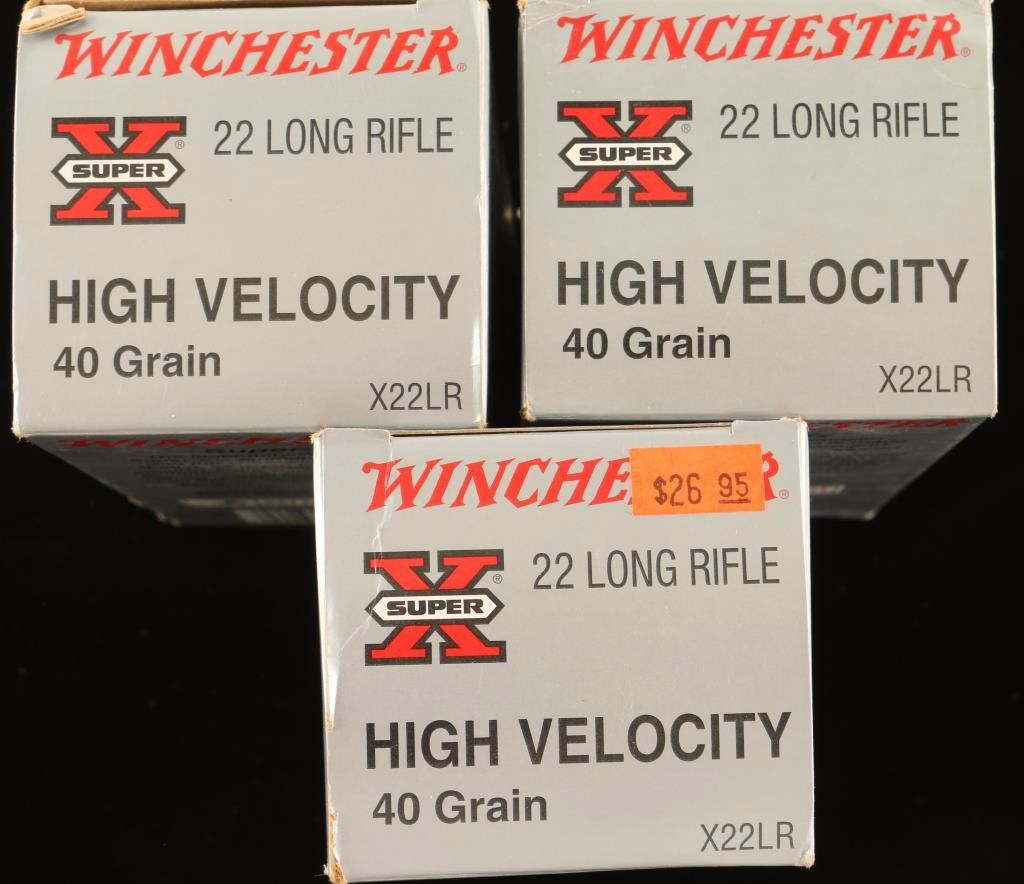 WINCHESTER®
X SUPER ®
22 LONG RIFLE
HIGH VELOCITY
40 Grain
X22LR
WINCHESTER®
X SUPER ®
22 LONG RIFLE
HIGH VELOCITY
40 Grain
X22LR
WINCHE R®
$26 95
X SUPER ®
22 LONG RIFLE
HIGH VELOCITY
40 Grain
X22LR